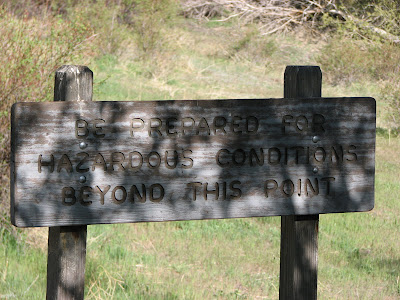 BE PREPARED FOR
HAZARDOUS CONDITIONS
BEYOND THIS POINT